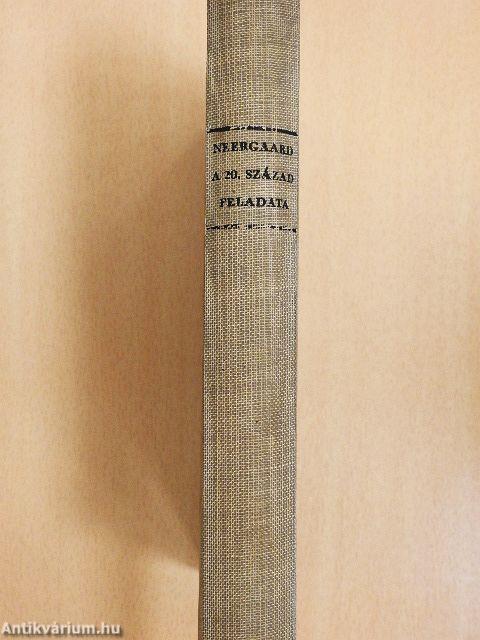 NEERGAARD
A 20. SZÁZAD
FELADATA
Antikvárium.hu